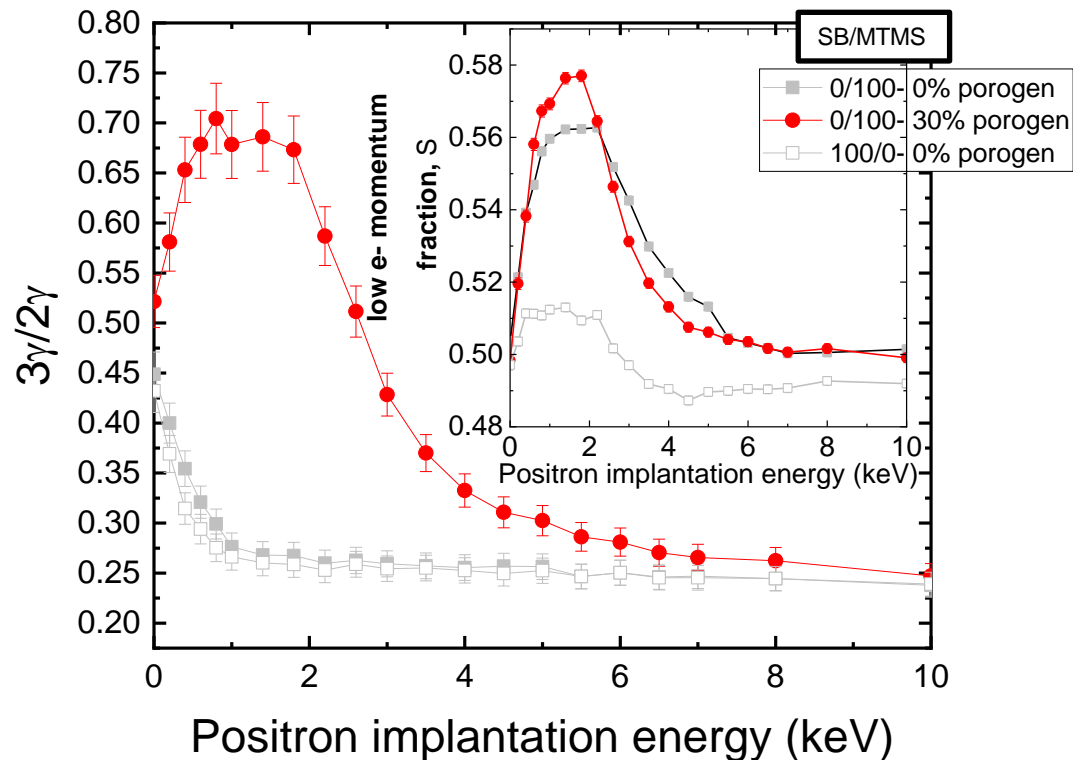 SB/MTMS
0/100- 0% porogen
0/100- 30% porogen
100/0- 0% porogen
0.80
0.75
0.70
0.65
0.60
0.55
0.50
0.45
0.40
0.35
0.30
0.25
0.20
3γ/2γ
0 2 4 6 8 10
Positron implantation energy (keV)
low e- momentum
fraction, S
0.58
0.56
0.54
0.52
0.50
0.48
0 2 4 6 8 10
Positron implantation energy (keV)